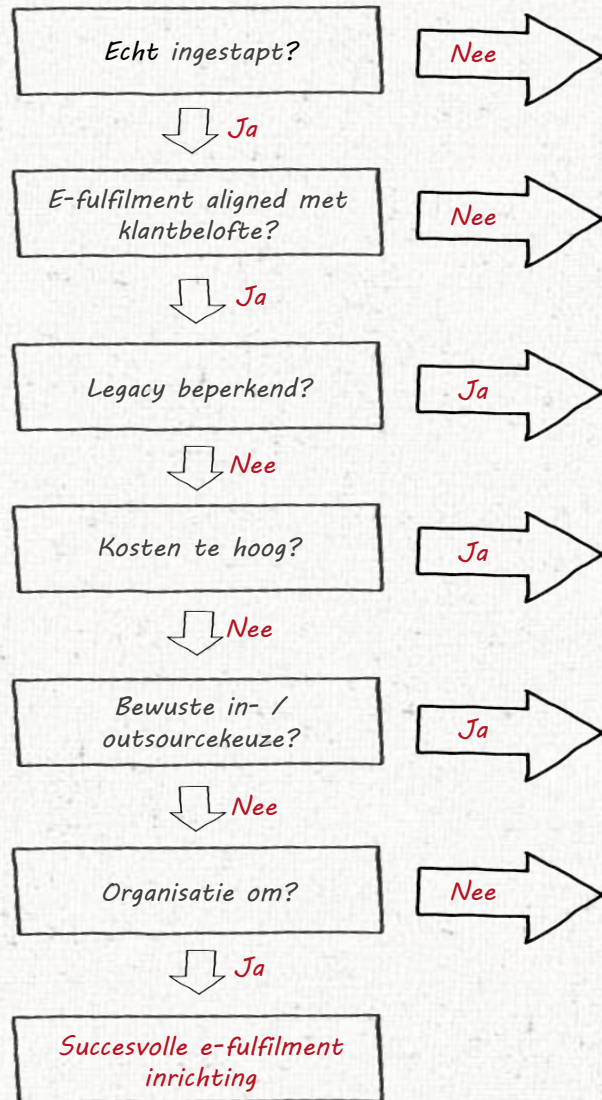 Echt ingestapt?
Nee
Ja
E-fulfilment aligned met
klantbelofte?
Nee
Ja
Legacy beperkend?
Ja
Nee
Kosten te hoog?
Ja
Nee
Bewuste in- /
outsourcekeuze?
Ja
Nee
Organisatie om?
Nee
Ja
Succesvolle e-fulfilment
inrichting